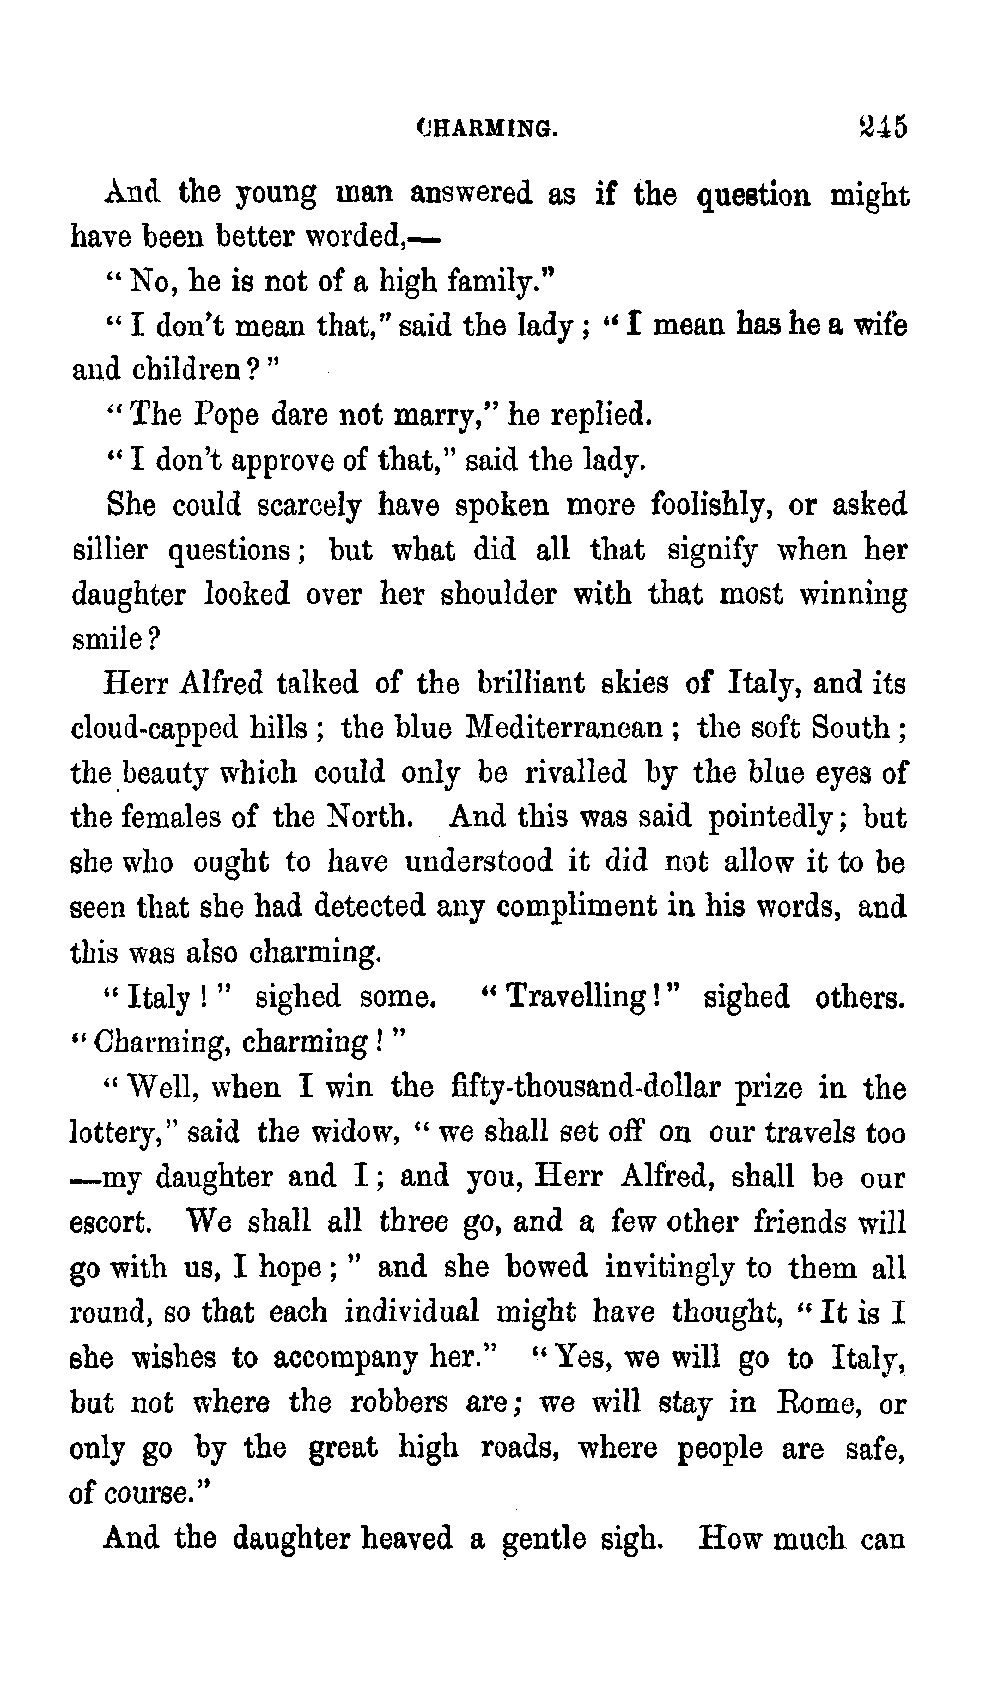 CHARMING. 245
And the young man answered as if the question might
have been better worded,—
“No, he is not of a high family.”
“I don’t mean that,” said the lady; “I mean has he a wife
and children?”
“The Pope dare not marry,” he replied.
“I don’t approve of that,” said the lady.
She could scarcely have spoken more foolishly, or asked
sillier questions; but what did all that signify when her
daughter looked over her shoulder with that most winning
smile?
Herr Alfred talked of the brilliant skies of Italy, and its
cloud-capped hills; the blue Mediterranean; the soft South;
the beauty which could only be rivalled by the blue eyes of
the females of the North. And this was said pointedly; but
she who ought to have understood it did not allow it to be
seen that she had detected any compliment in his words, and
this was also charming.
“Italy!” sighed some. “Travelling!” sighed others.
“Charming, charming!”
“Well, when I win the fifty-thousand-dollar prize in the
lottery,” said the widow, “we shall set off on our travels too
—my daughter and I; and you, Herr Alfred, shall be our
escort. We shall all three go, and a few other friends will
go with us, I hope;” and she bowed invitingly to them all
round, so that each individual might have thought, “It is I
she wishes to accompany her.” “Yes, we will go to Italy,
but not where the robbers are; we will stay in Rome, or
only go by the great high roads, where people are safe,
of course.”
And the daughter heaved a gentle sigh. How much can